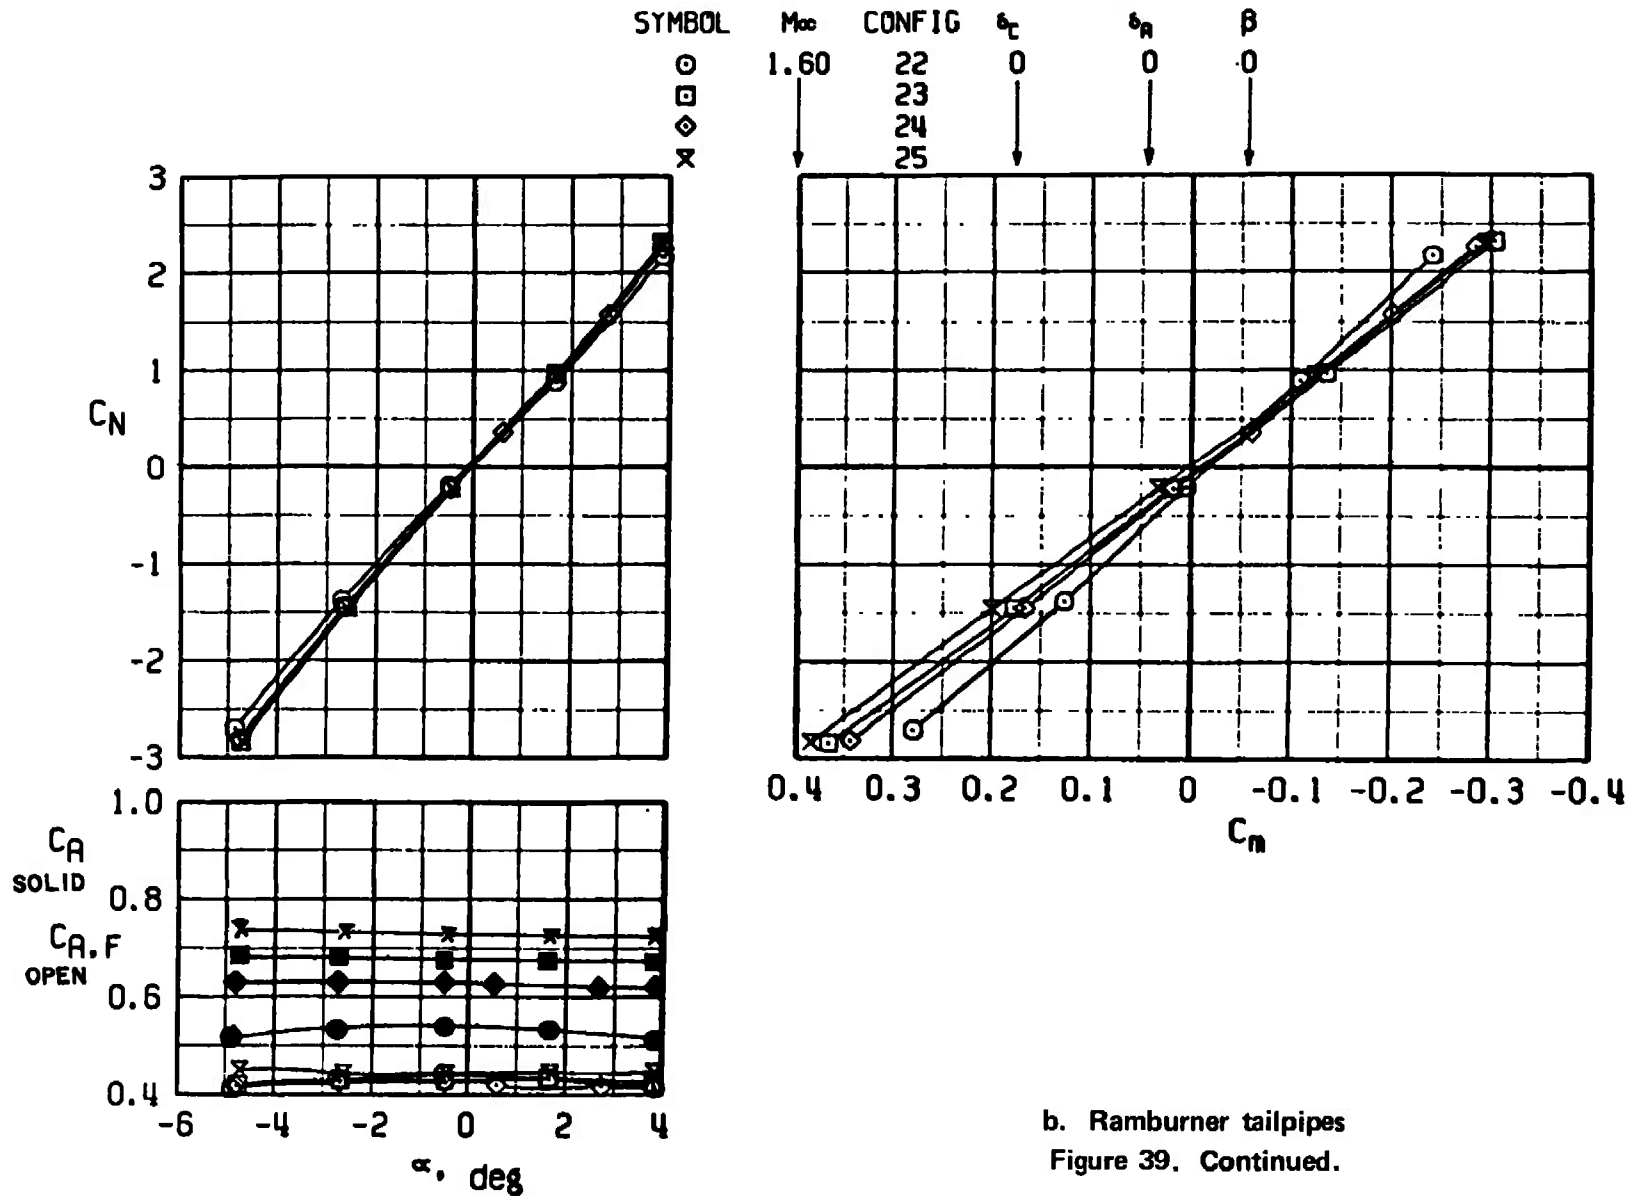 SYMBOL M∞ CONFIG δC δA β
1.60 22 0 0 0
23
24
25
3
2
1
0
-1
-2
-3
CN
0.4 0.3 0.2 0.1 0 -0.1 -0.2 -0.3 -0.4
Cm
1.0
0.8
0.6
0.4
CA
SOLID
CA,F
OPEN
-6 -4 -2 0 2 4
α, deg
b. Ramburner tailpipes
Figure 39. Continued.